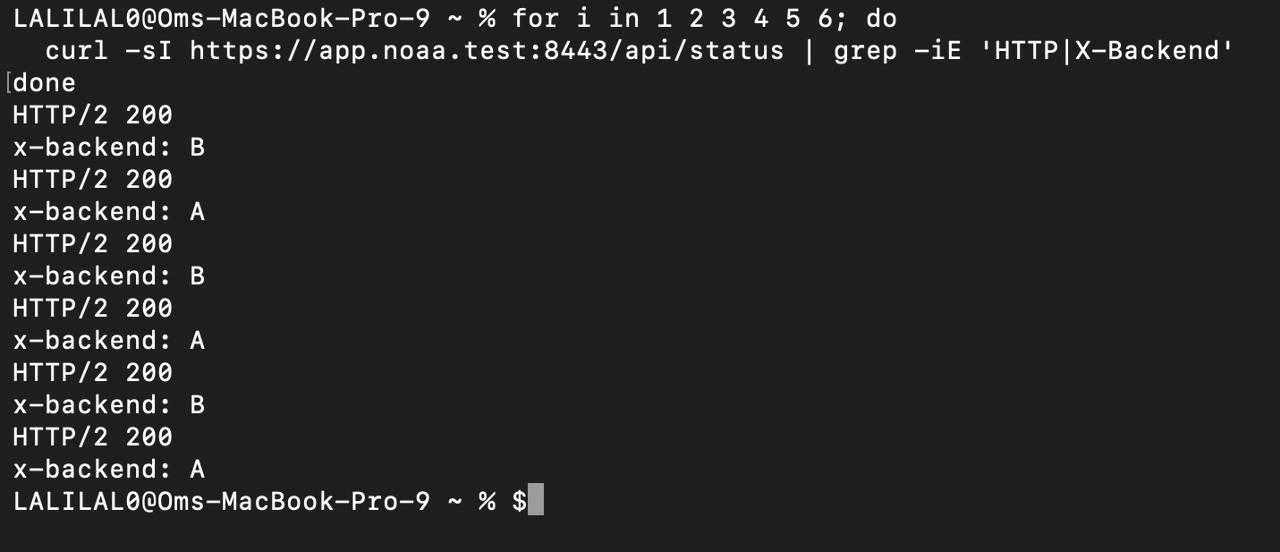 LALILAL0@Oms-MacBook-Pro-9 ~ % for i in 1 2 3 4 5 6; do
  curl -sI https://app.noaa.test:8443/api/status | grep -iE 'HTTP|X-Backend'
[done
HTTP/2 200
x-backend: B
HTTP/2 200
x-backend: A
HTTP/2 200
x-backend: B
HTTP/2 200
x-backend: A
HTTP/2 200
x-backend: B
HTTP/2 200
x-backend: A
LALILAL0@Oms-MacBook-Pro-9 ~ % $